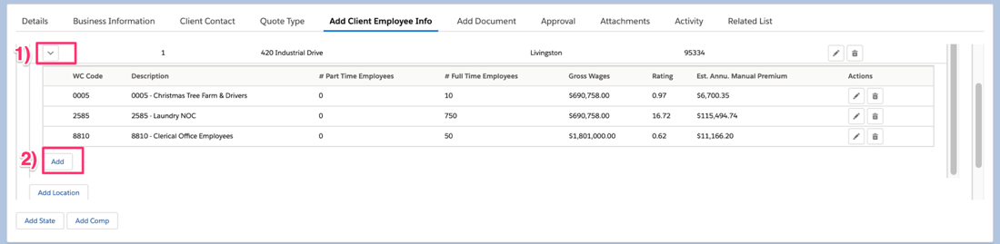 Details Business Information Client Contact Quote Type Add Client Employee Info Add Document Approval Attachments Activity Related List
1) 1 420 Industrial Drive Livingston 95334
WC Code Description # Part Time Employees # Full Time Employees Gross Wages Rating Est. Annu. Manual Premium Actions
0005 0005 - Christmas Tree Farm & Drivers 0 10 $690,758.00 0.97 $6,700.35
2585 2585 - Laundry NOC 0 750 $690,758.00 16.72 $115,494.74
8810 8810 - Clerical Office Employees 0 50 $1,801,000.00 0.62 $11,166.20
2) Add
Add Location
Add State Add Comp